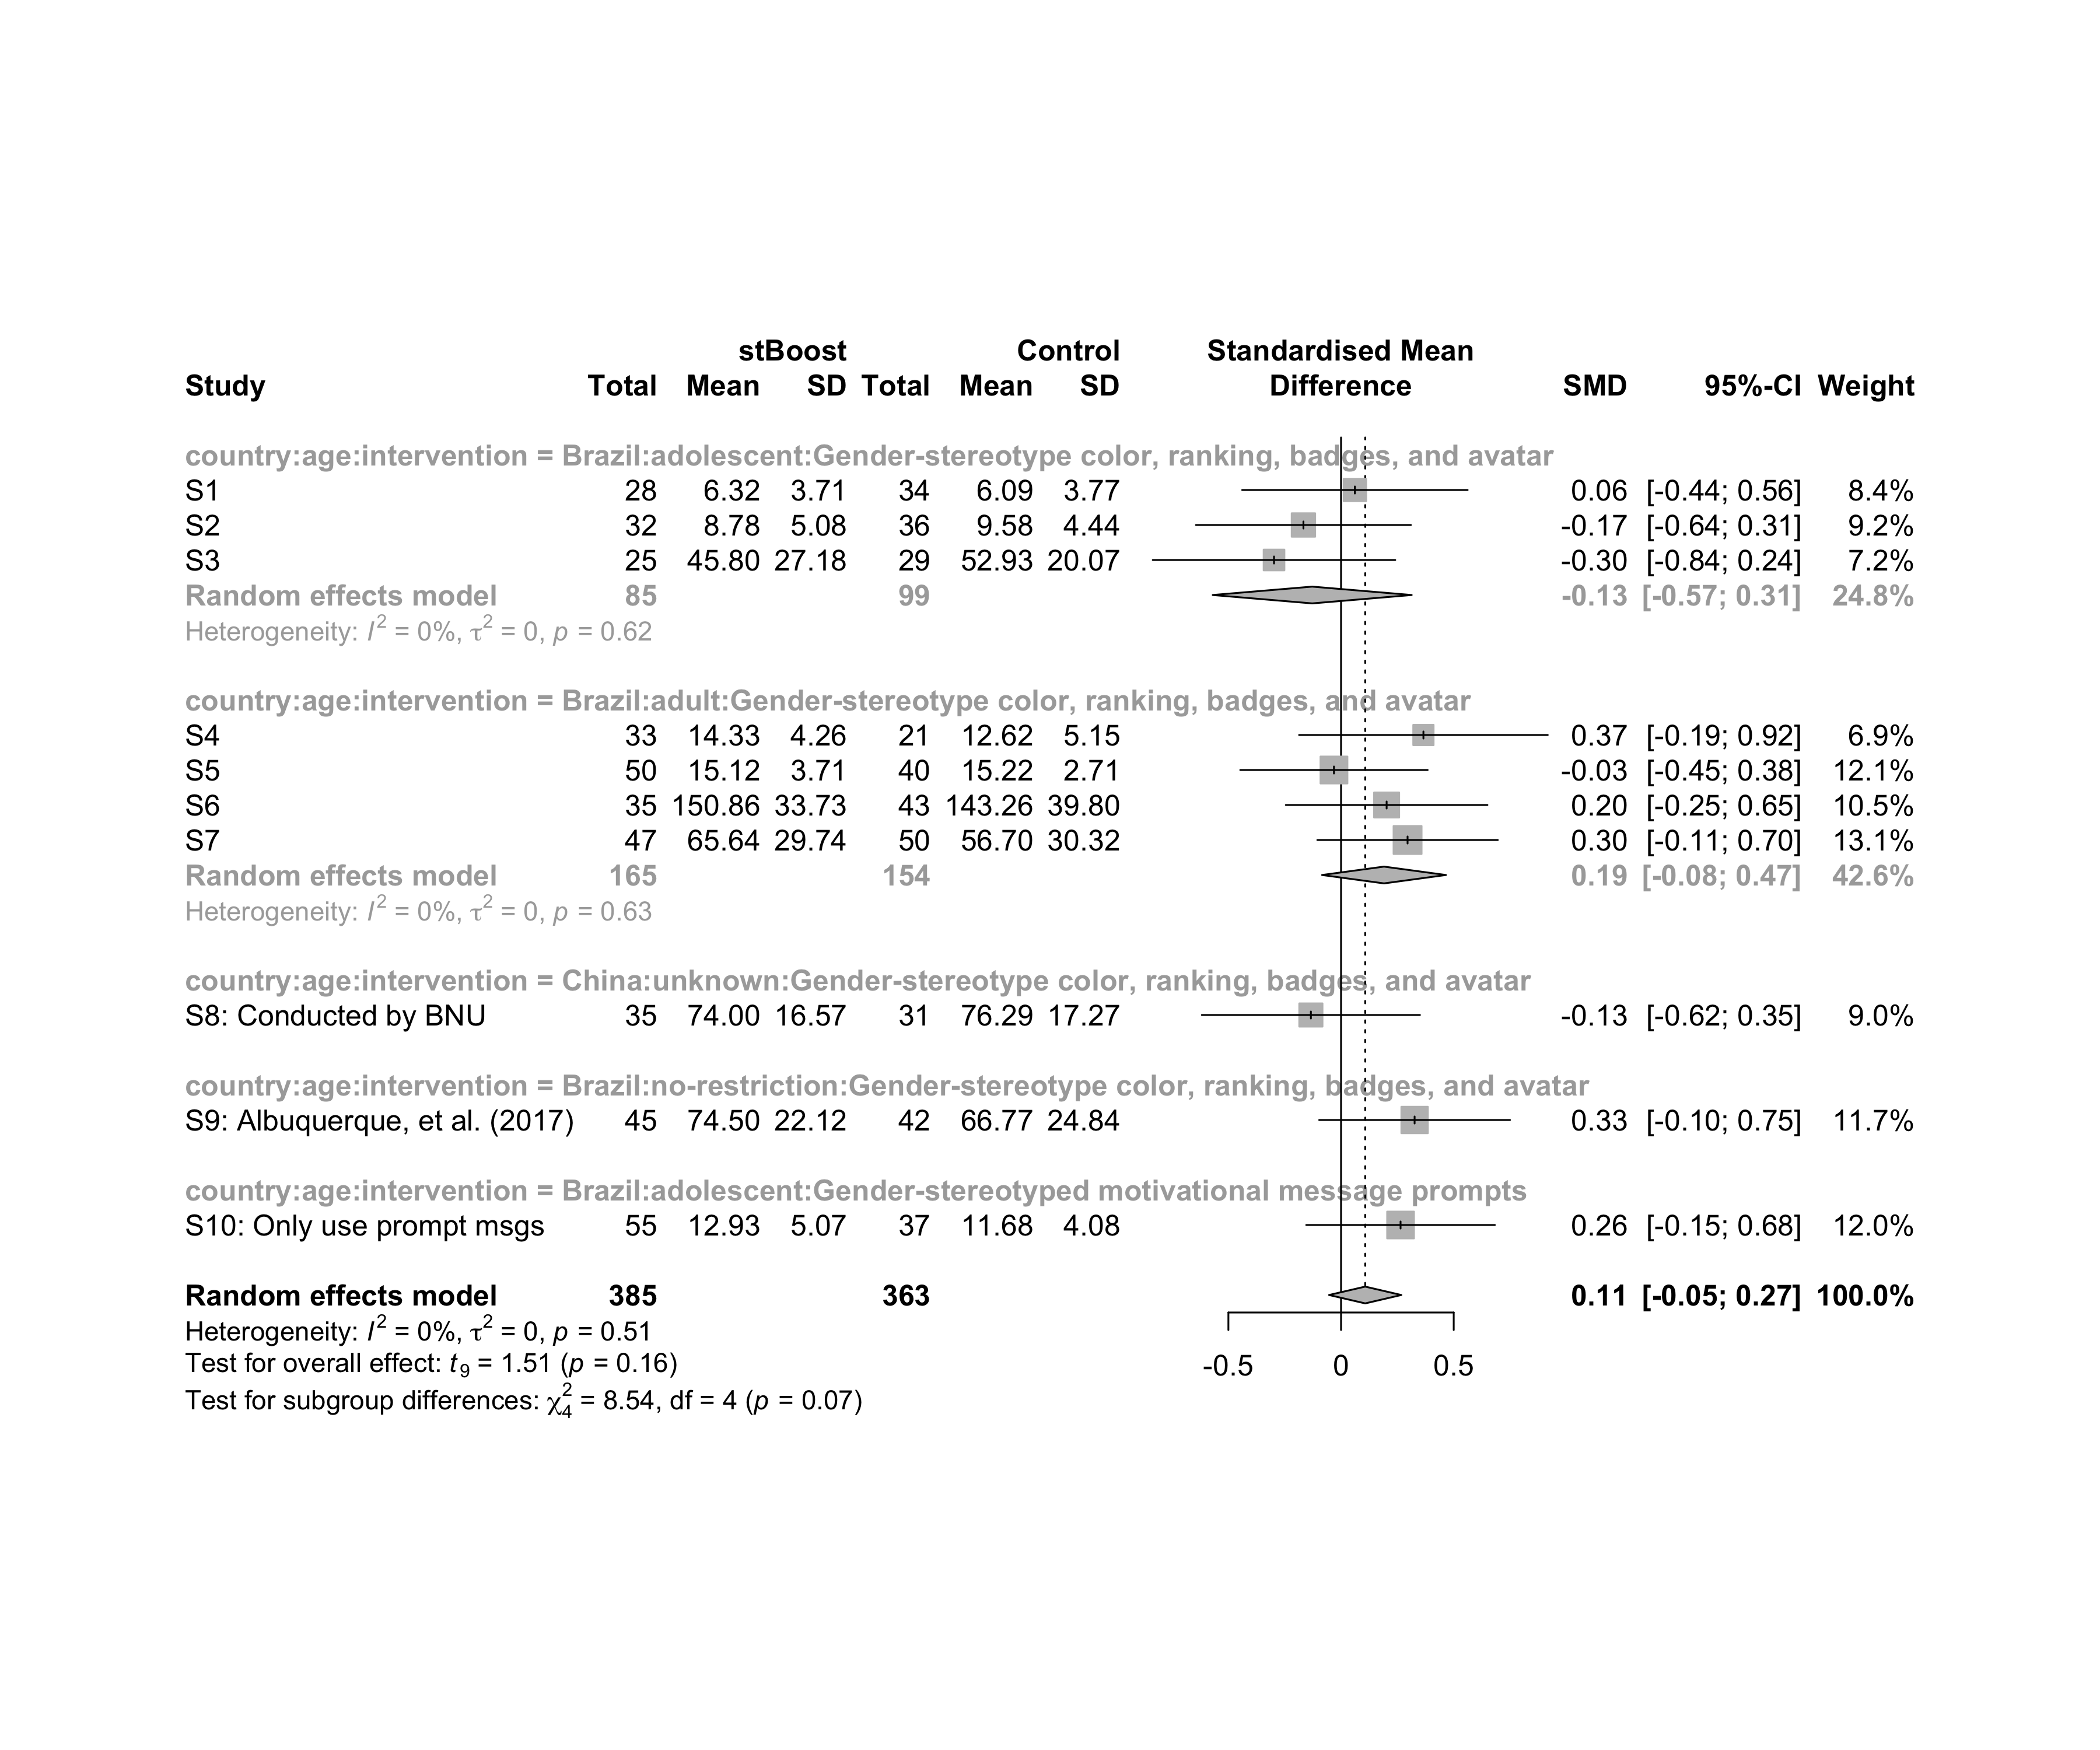 stBoost Control Standardised Mean
Study Total Mean SD Total Mean SD Difference SMD 95%-CI Weight
country:age:intervention = Brazil:adolescent:Gender-stereotype color, ranking, badges, and avatar
S1 28 6.32 3.71 34 6.09 3.77 0.06 [-0.44; 0.56] 8.4%
S2 32 8.78 5.08 36 9.58 4.44 -0.17 [-0.64; 0.31] 9.2%
S3 25 45.80 27.18 29 52.93 20.07 -0.30 [-0.84; 0.24] 7.2%
Random effects model 85 99 -0.13 [-0.57; 0.31] 24.8%
Heterogeneity: I² = 0%, τ² = 0, p = 0.62
country:age:intervention = Brazil:adult:Gender-stereotype color, ranking, badges, and avatar
S4 33 14.33 4.26 21 12.62 5.15 0.37 [-0.19; 0.92] 6.9%
S5 50 15.12 3.71 40 15.22 2.71 -0.03 [-0.45; 0.38] 12.1%
S6 35 150.86 33.73 43 143.26 39.80 0.20 [-0.25; 0.65] 10.5%
S7 47 65.64 29.74 50 56.70 30.32 0.30 [-0.11; 0.70] 13.1%
Random effects model 165 154 0.19 [-0.08; 0.47] 42.6%
Heterogeneity: I² = 0%, τ² = 0, p = 0.63
country:age:intervention = China:unknown:Gender-stereotype color, ranking, badges, and avatar
S8: Conducted by BNU 35 74.00 16.57 31 76.29 17.27 -0.13 [-0.62; 0.35] 9.0%
country:age:intervention = Brazil:no-restriction:Gender-stereotype color, ranking, badges, and avatar
S9: Albuquerque, et al. (2017) 45 74.50 22.12 42 66.77 24.84 0.33 [-0.10; 0.75] 11.7%
country:age:intervention = Brazil:adolescent:Gender-stereotyped motivational message prompts
S10: Only use prompt msgs 55 12.93 5.07 37 11.68 4.08 0.26 [-0.15; 0.68] 12.0%
Random effects model 385 363 0.11 [-0.05; 0.27] 100.0%
Heterogeneity: I² = 0%, τ² = 0, p = 0.51
Test for overall effect: t₉ = 1.51 (p = 0.16)
-0.5 0 0.5
Test for subgroup differences: χ²₄ = 8.54, df = 4 (p = 0.07)